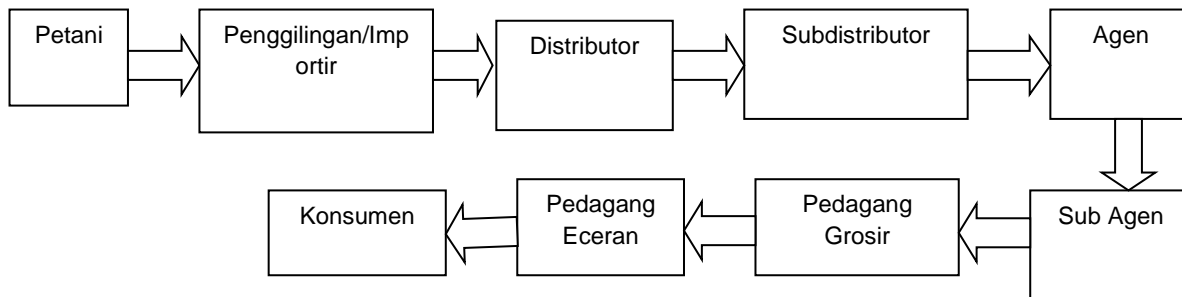 Petani
Penggilingan/Imp
ortir
Distributor
Subdistributor
Agen
Sub Agen
Pedagang
Grosir
Pedagang
Eceran
Konsumen